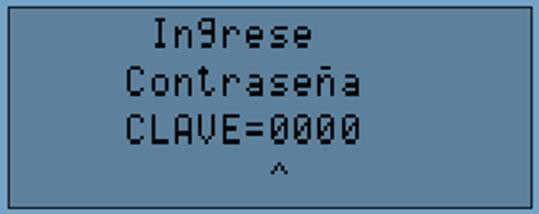 Ingrese
Contraseña
CLAVE=0000
^